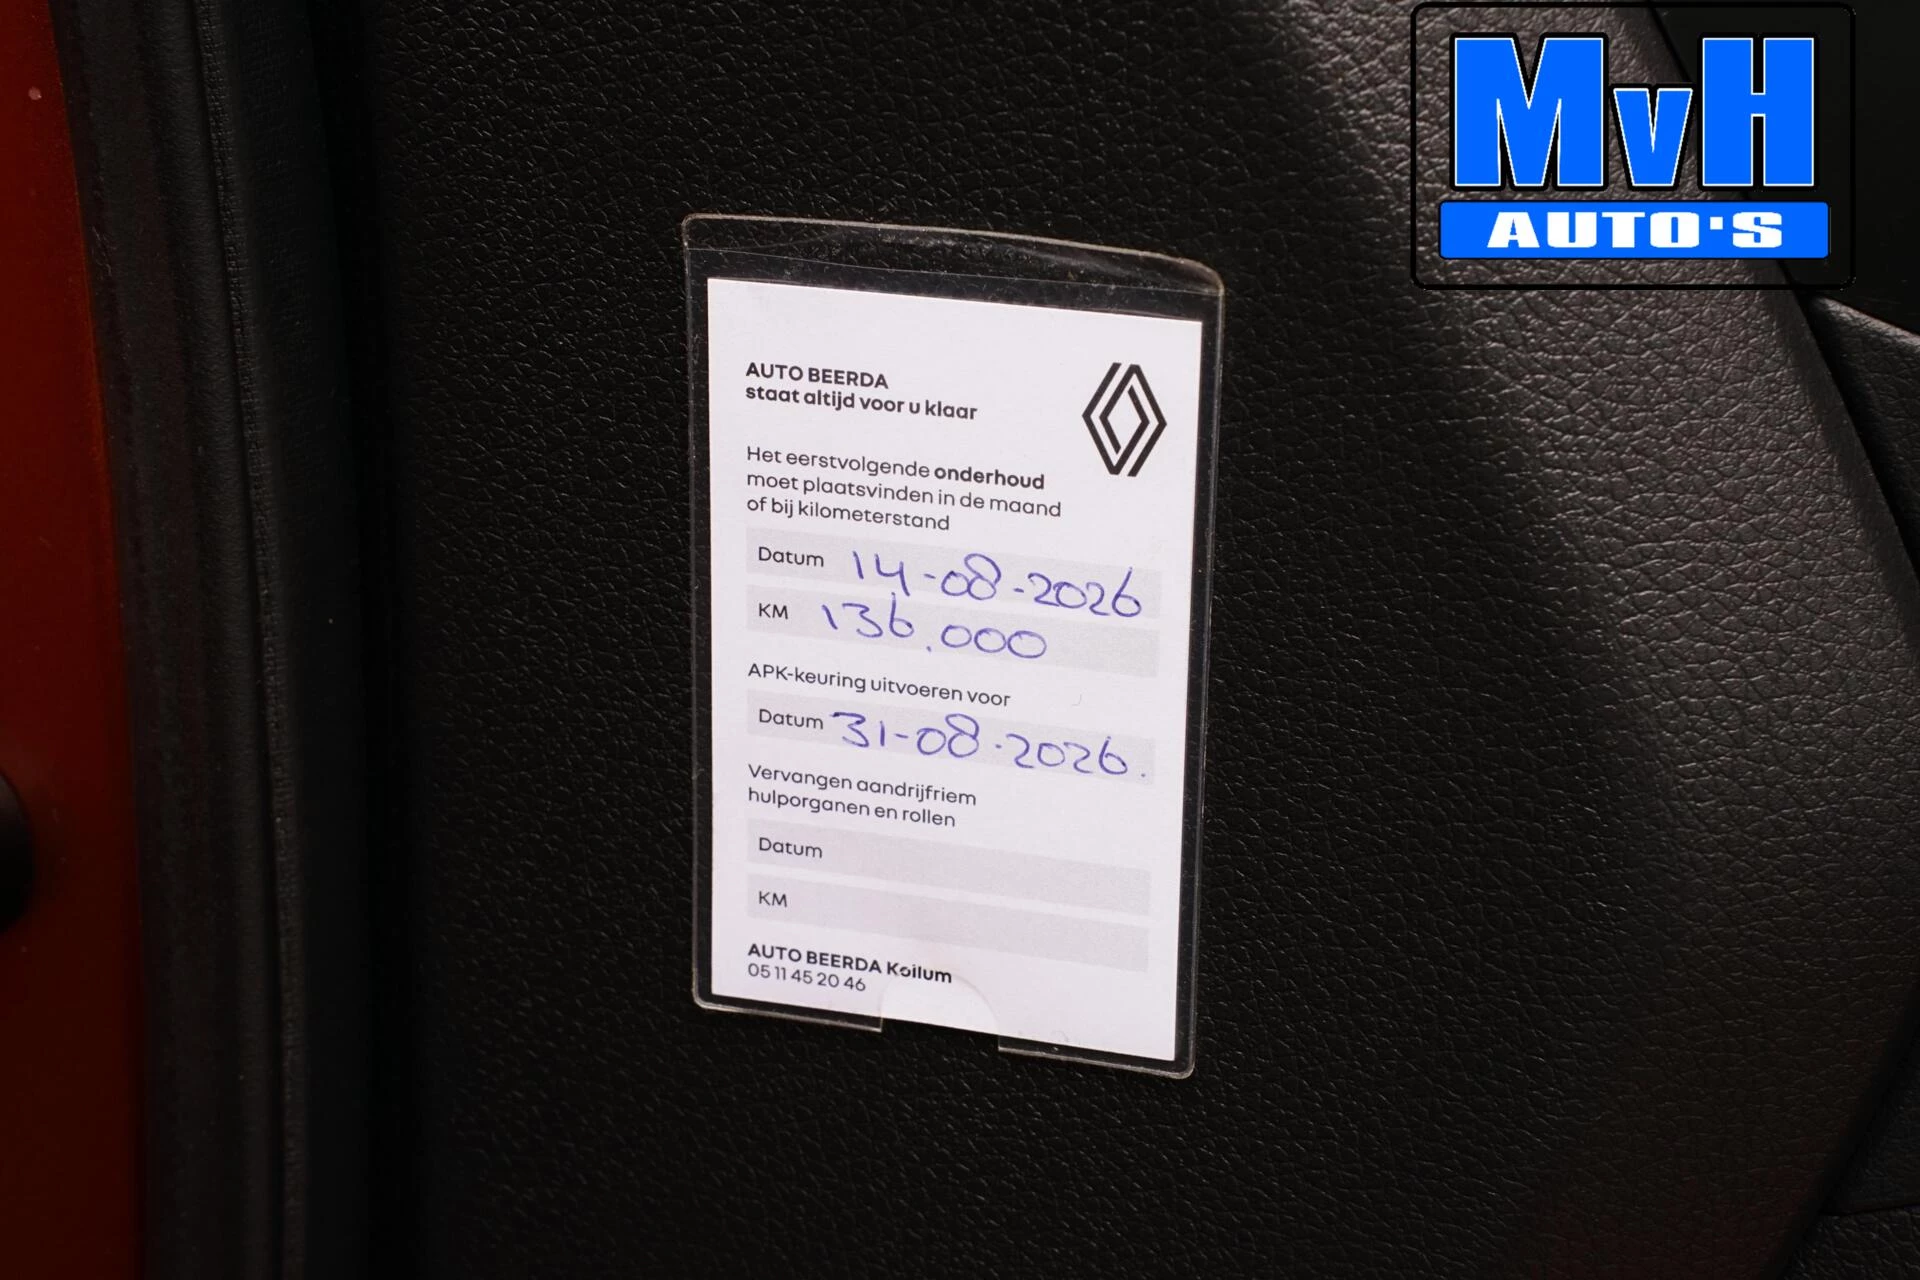 MvH
AUTO'S
AUTO BEERDA
staat altijd voor u klaar
Het eerstvolgende onderhoud
moet plaatsvinden in de maand
of bij kilometerstand
Datum 14-08-2026
KM 136.000
APK-keuring uitvoeren voor
Datum 31-08-2026.
Vervangen aandrijfriem
hulporganen en rollen
Datum
KM
AUTO BEERDA Kollum
05 11 45 20 46